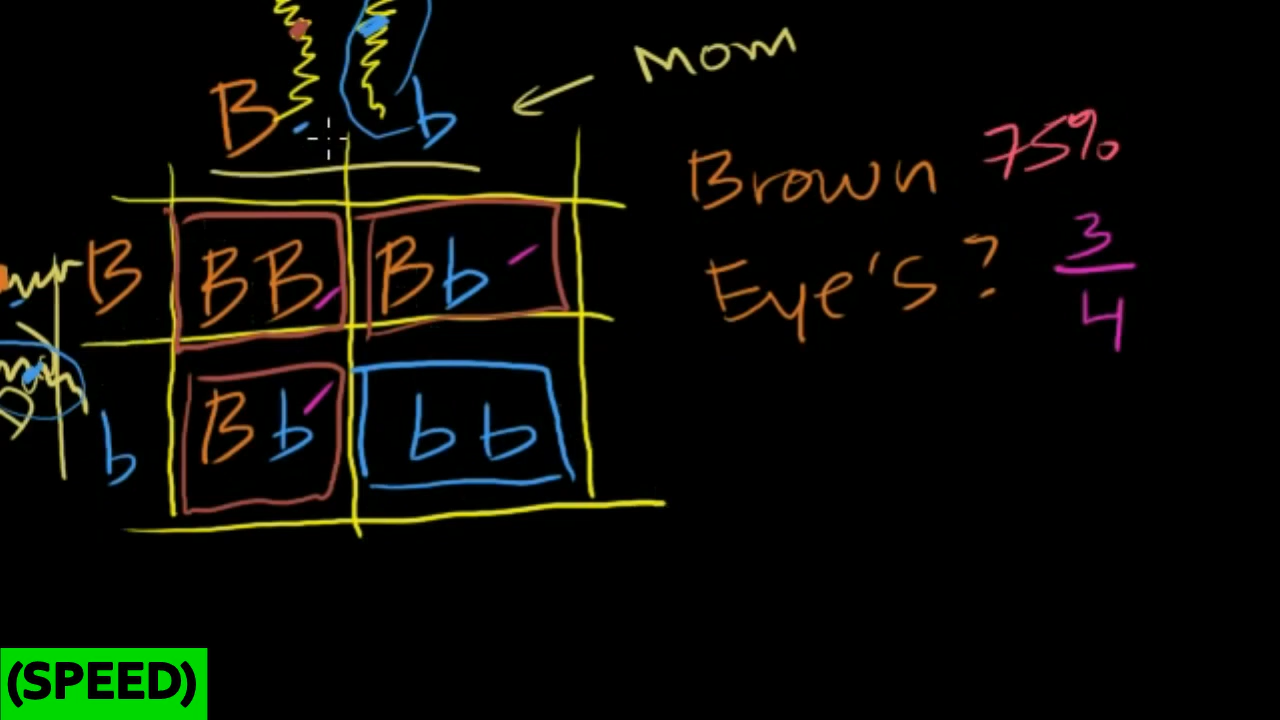 Mom
B b
Brown 75%
B BB Bb
Eye's? 3/4
b Bb bb
(SPEED)